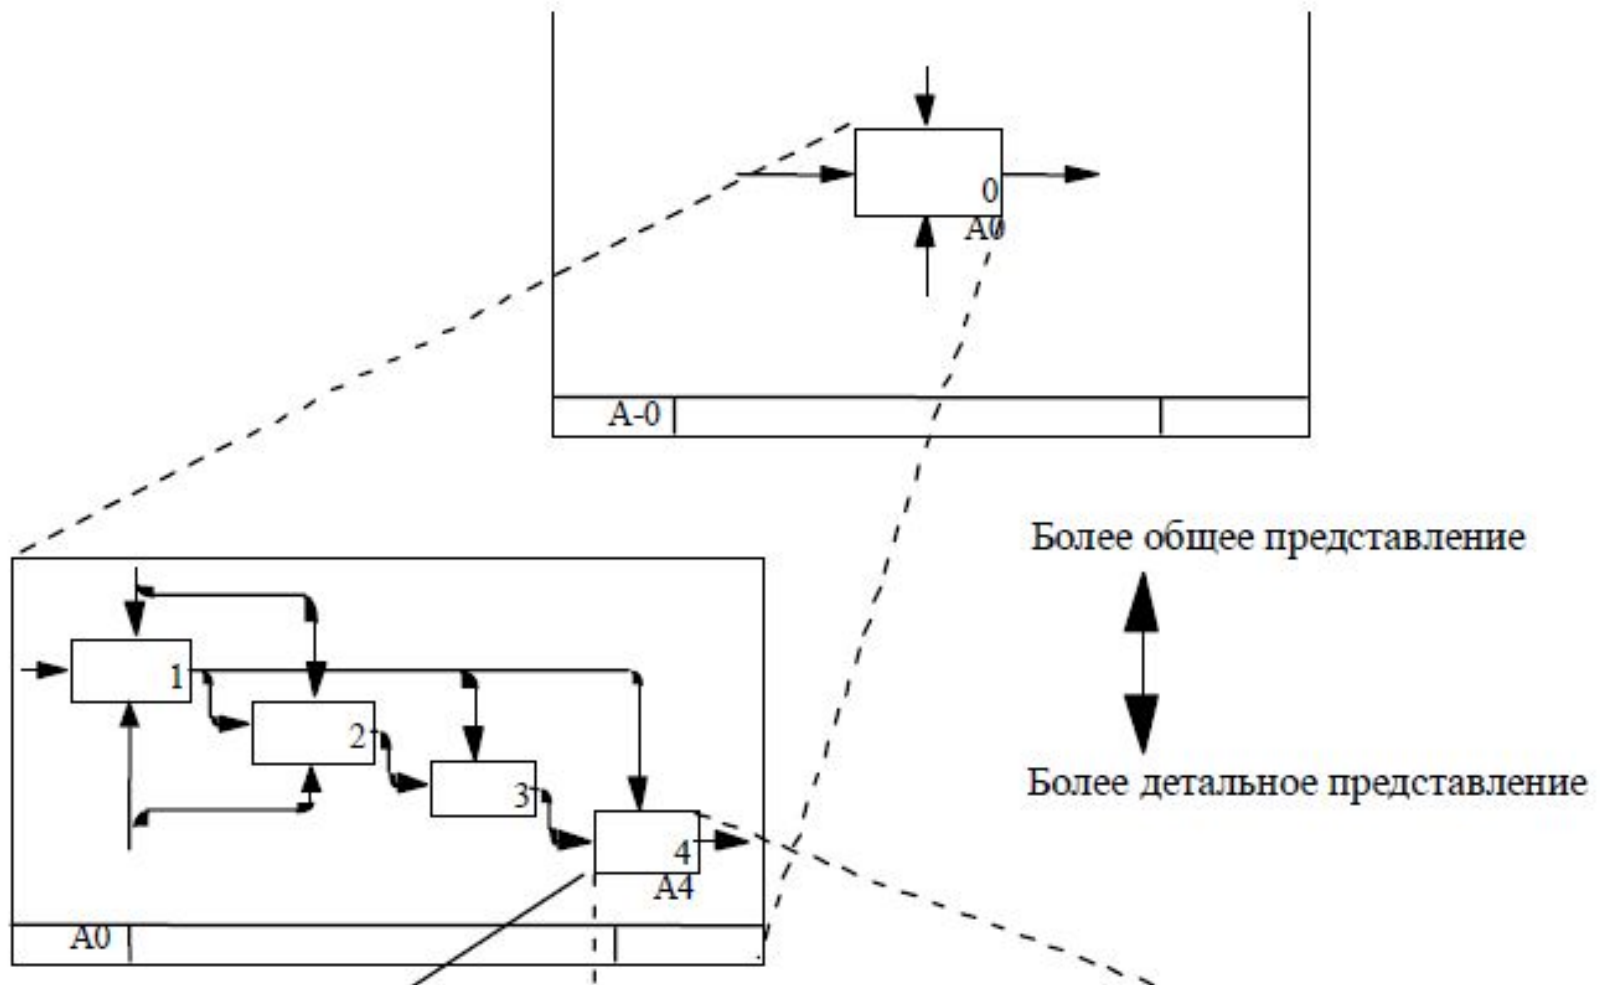 0
A0
A-0
Более общее представление
Более детальное представление
1
2
3
4
A4
A0